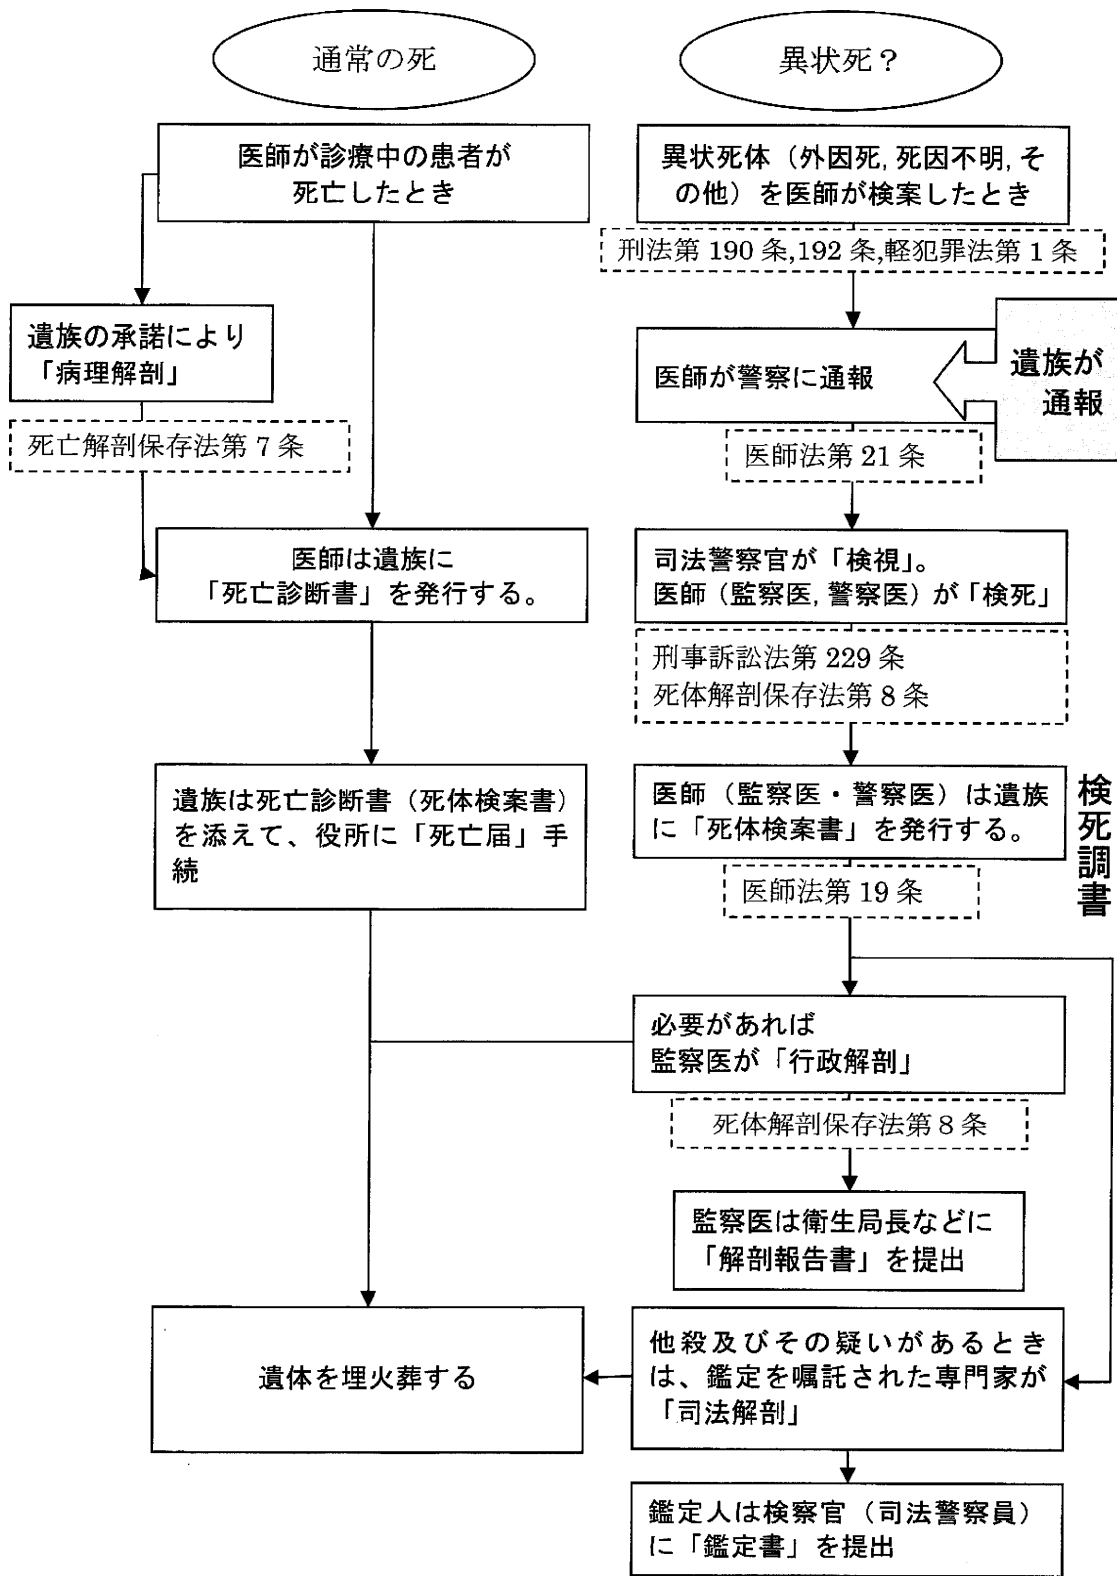 通常の死
医師が診療中の患者が
死亡したとき
遺族の承諾により
「病理解剖」
死亡解剖保存法第 7 条
医師は遺族に
「死亡診断書」を発行する。
遺族は死亡診断書（死体検案書）
を添えて、役所に「死亡届」手
続
遺体を埋火葬する
異状死？
異状死体（外因死, 死因不明, そ
の他）を医師が検案したとき
刑法第 190 条,192 条,軽犯罪法第 1 条
医師が警察に通報
遺族が
通報
医師法第 21 条
司法警察官が「検視」。
医師（監察医, 警察医）が「検死」
刑事訴訟法第 229 条
死体解剖保存法第 8 条
医師（監察医・警察医）は遺族
に「死体検案書」を発行する。
検死調書
医師法第 19 条
必要があれば
監察医が「行政解剖」
死体解剖保存法第 8 条
監察医は衛生局長などに
「解剖報告書」を提出
他殺及びその疑いがあるとき
は、鑑定を嘱託された専門家が
「司法解剖」
鑑定人は検察官（司法警察員）
に「鑑定書」を提出